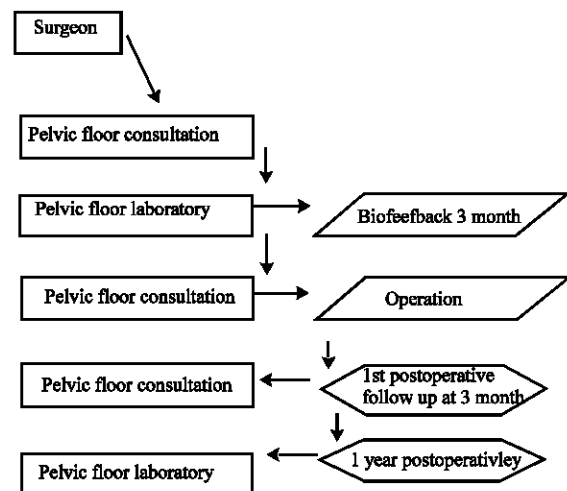 Surgeon
Pelvic floor consultation
Pelvic floor laboratory
Biofeefback 3 month
Pelvic floor consultation
Operation
Pelvic floor consultation
1st postoperative
follow up at 3 month
Pelvic floor laboratory
1 year postoperativley